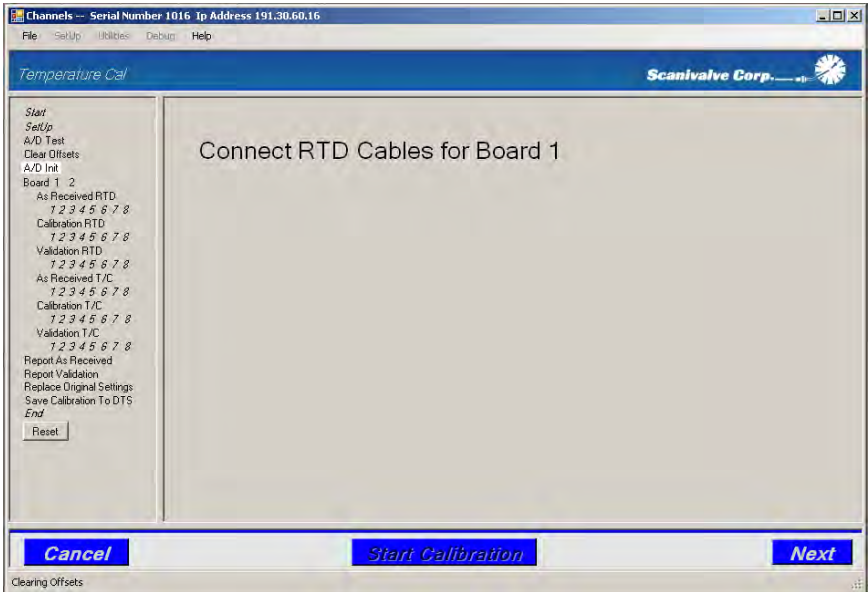 Channels -- Serial Number 1016 Ip Address 191.30.60.16
File SetUp Utilities Debug Help
Temperature Cal
Scanivalve Corp.
Start
SetUp
A/D Test
Clear Offsets
A/D Init
Board 1 2
As Received RTD
1 2 3 4 5 6 7 8
Calibration RTD
1 2 3 4 5 6 7 8
Validation RTD
1 2 3 4 5 6 7 8
As Received T/C
1 2 3 4 5 6 7 8
Calibration T/C
1 2 3 4 5 6 7 8
Validation T/C
1 2 3 4 5 6 7 8
Report As Received
Report Validation
Replace Original Settings
Save Calibration To DTS
End
Reset
Connect RTD Cables for Board 1
Cancel
Start Calibration
Next
Clearing Offsets